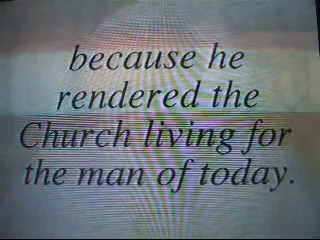 because he
rendered the
Church living for
the man of today.